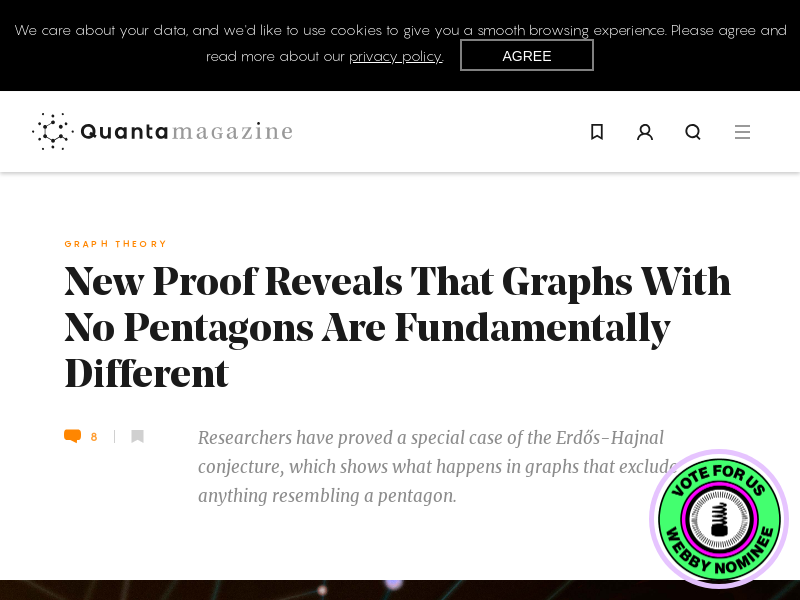 We care about your data, and we'd like to use cookies to give you a smooth browsing experience. Please agree and
read more about our privacy policy. AGREE
Quantamagazine
GRAPH THEORY
New Proof Reveals That Graphs With
No Pentagons Are Fundamentally
Different
8
Researchers have proved a special case of the Erdős-Hajnal
conjecture, which shows what happens in graphs that exclude
anything resembling a pentagon.
VOTE FOR US
WEBBY NOMINEE